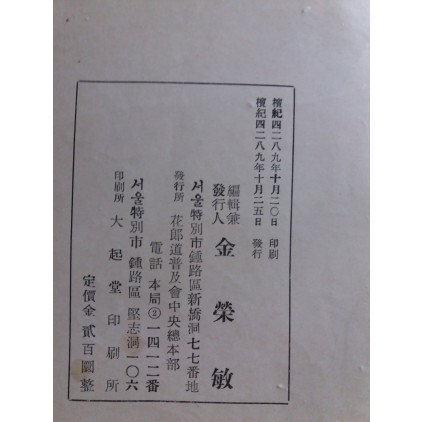 檀紀四二八九年十月二〇日 印刷
檀紀四二八九年十月二五日 發行
編輯兼
發行人 金榮敏
서울特別市鍾路區新橋洞七七番地
發行所 花郎道普及會中央總本部
電話 本局②一四一二番
서울特別市 鍾路區 堅志洞一〇六
印刷所 大起堂印刷所
定價金貳百圜整